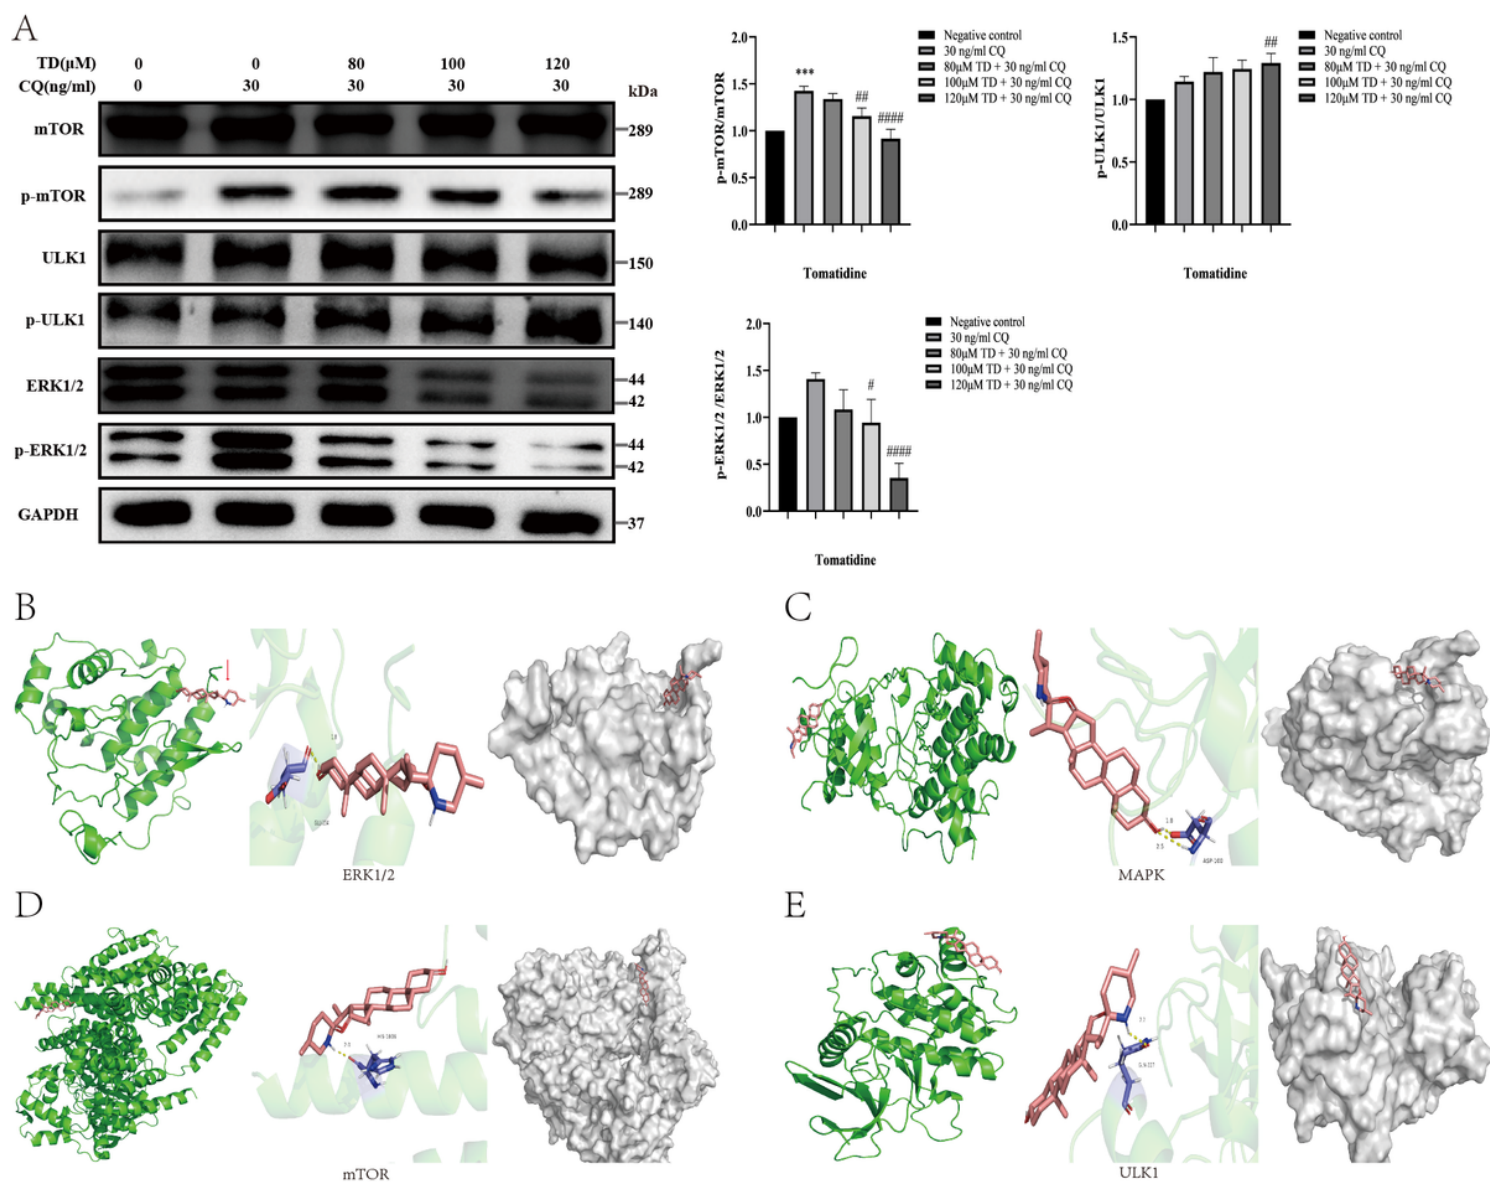 A
TD(μM) 0 0 80 100 120
CQ(ng/ml) 0 30 30 30 30
kDa
mTOR 289
p-mTOR 289
ULK1 150
p-ULK1 140
ERK1/2 44
42
p-ERK1/2 44
42
GAPDH 37
p-mTOR/mTOR
2.0
1.5
1.0
0.5
0.0
***
##
####
Tomatidine
Negative control
30 ng/ml CQ
80μM TD + 30 ng/ml CQ
100μM TD + 30 ng/ml CQ
120μM TD + 30 ng/ml CQ
p-ULK1/ULK1
1.5
1.0
0.5
0.0
##
Tomatidine
Negative control
30 ng/ml CQ
80μM TD + 30 ng/ml CQ
100μM TD + 30 ng/ml CQ
120μM TD + 30 ng/ml CQ
p-ERK1/2 /ERK1/2
2.0
1.5
1.0
0.5
0.0
#
####
Tomatidine
Negative control
30 ng/ml CQ
80μM TD + 30 ng/ml CQ
100μM TD + 30 ng/ml CQ
120μM TD + 30 ng/ml CQ
B
ERK1/2
C
1.8
2.5
MAPK
D
mTOR
E
ULK1